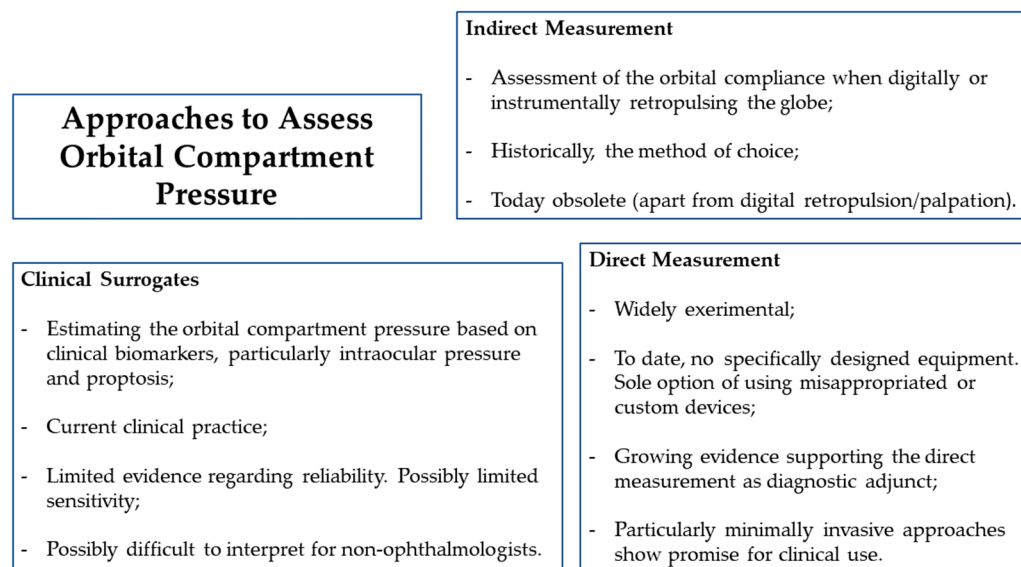 Approaches to Assess
Orbital Compartment
Pressure
Indirect Measurement
- Assessment of the orbital compliance when digitally or
instrumentally retropulsing the globe;
- Historically, the method of choice;
- Today obsolete (apart from digital retropulsion/palpation).
Clinical Surrogates
- Estimating the orbital compartment pressure based on
clinical biomarkers, particularly intraocular pressure
and proptosis;
- Current clinical practice;
- Limited evidence regarding reliability. Possibly limited
sensitivity;
- Possibly difficult to interpret for non-ophthalmologists.
Direct Measurement
- Widely exerimental;
- To date, no specifically designed equipment.
Sole option of using misappropriated or
custom devices;
- Growing evidence supporting the direct
measurement as diagnostic adjunct;
- Particularly minimally invasive approaches
show promise for clinical use.